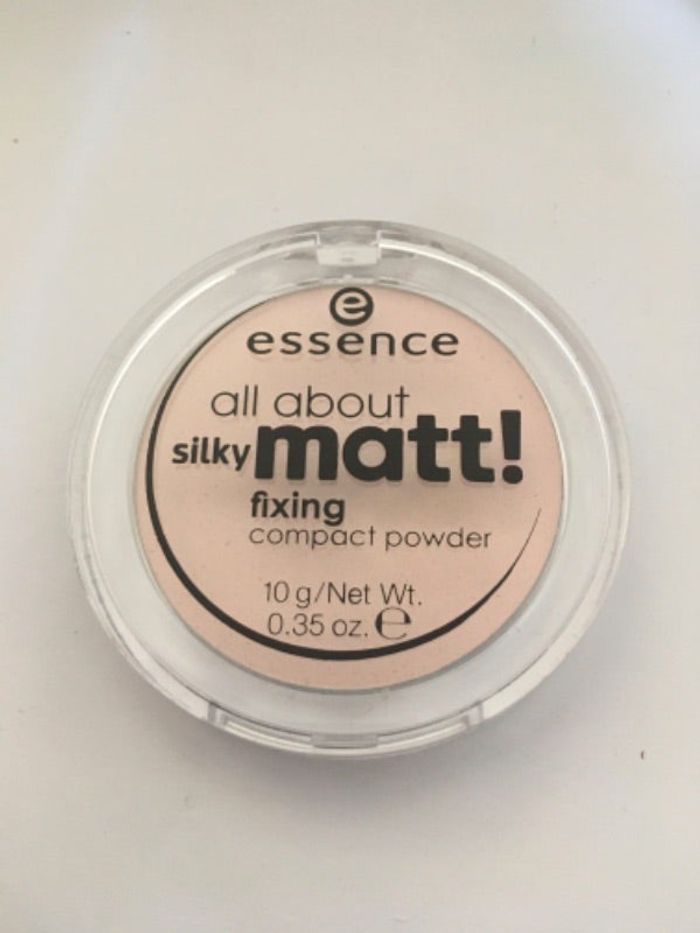 e
essence
all about
silky matt!
fixing
compact powder
10 g/Net Wt.
0.35 oz. ℮